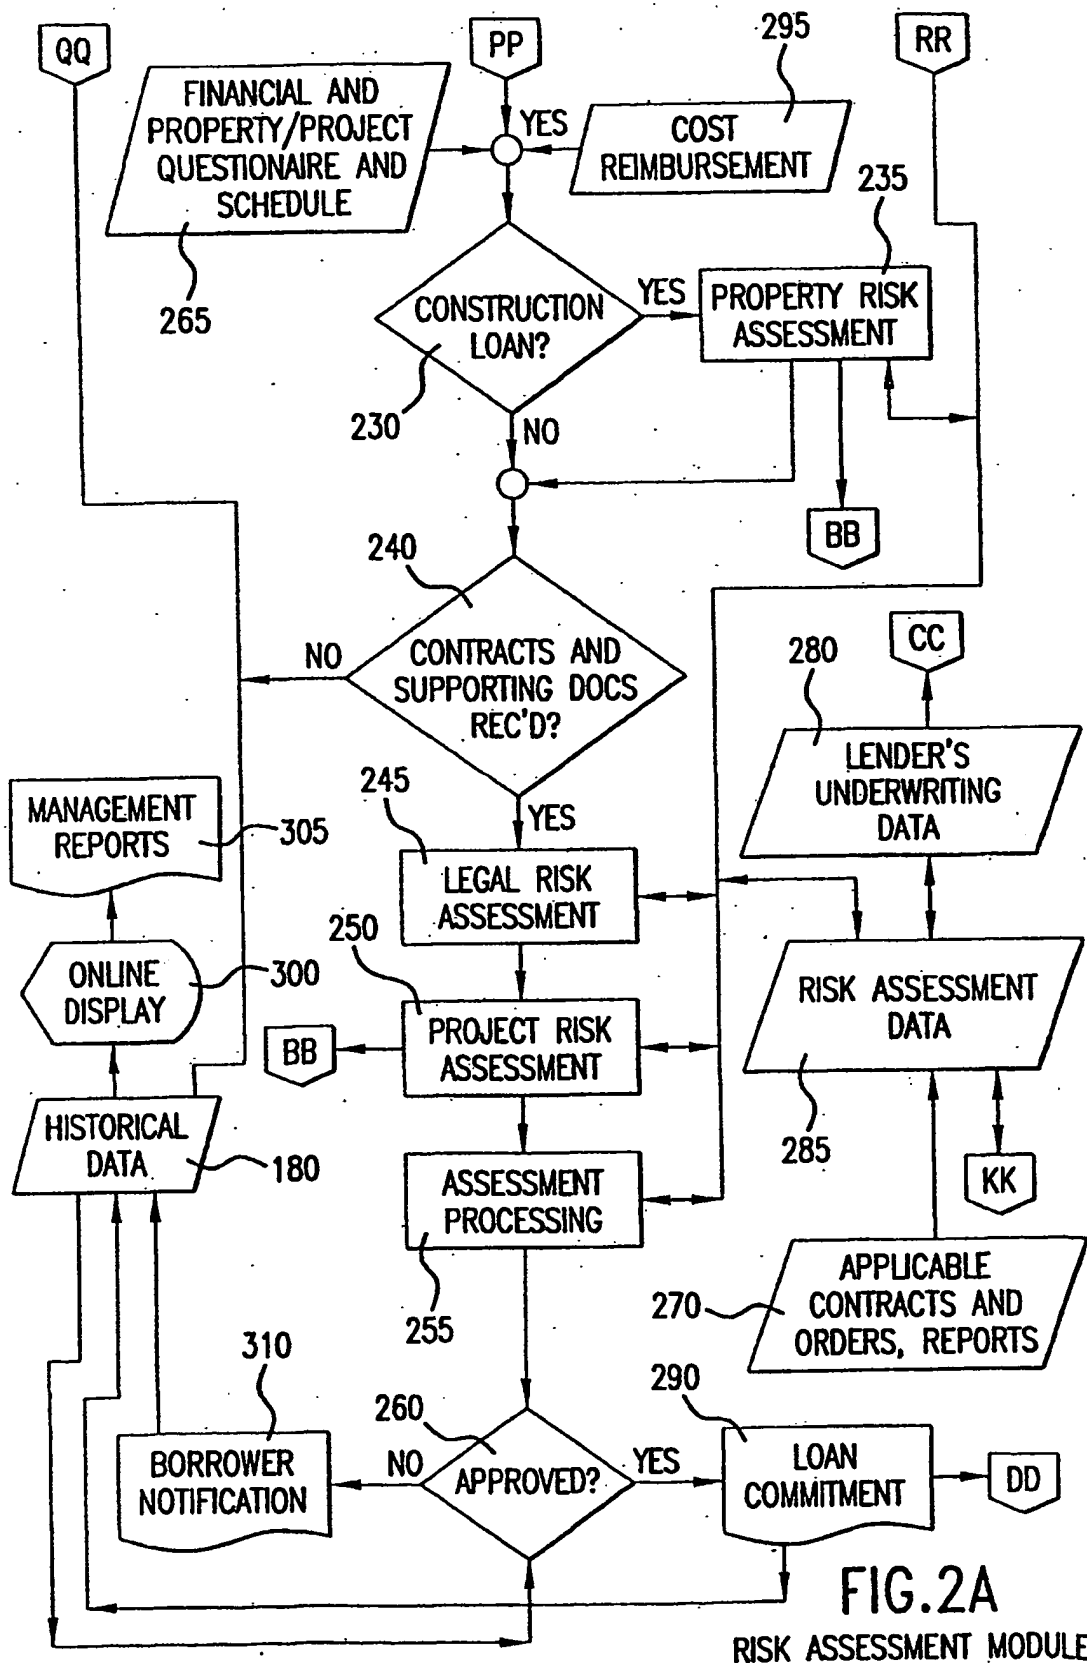 QQ
PP
RR
295
FINANCIAL AND
PROPERTY/PROJECT
QUESTIONAIRE AND
SCHEDULE
YES
COST
REIMBURSEMENT
265
235
CONSTRUCTION
LOAN?
YES
PROPERTY RISK
ASSESSMENT
230
NO
BB
240
NO
CONTRACTS AND
SUPPORTING DOCS
REC'D?
CC
280
LENDER'S
UNDERWRITING
DATA
MANAGEMENT
REPORTS
305
245
YES
LEGAL RISK
ASSESSMENT
ONLINE
DISPLAY
300
250
PROJECT RISK
ASSESSMENT
BB
RISK ASSESSMENT
DATA
285
KK
HISTORICAL
DATA
180
ASSESSMENT
PROCESSING
255
APPLICABLE
CONTRACTS AND
ORDERS, REPORTS
270
310
BORROWER
NOTIFICATION
260
NO
APPROVED?
YES
290
LOAN
COMMITMENT
DD
FIG.2A
RISK ASSESSMENT MODULE